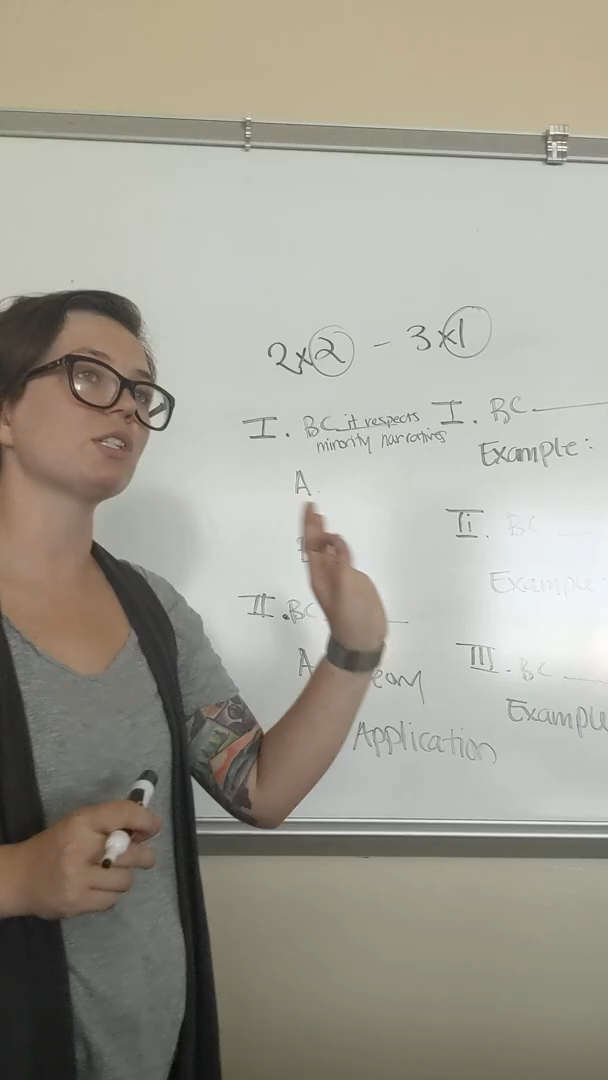 2x2 - 3x1
I. BC it respects
minority narratives
A.
II. BC
A
Application
I. BC
Example:
II. BC
Example:
III. BC
Example